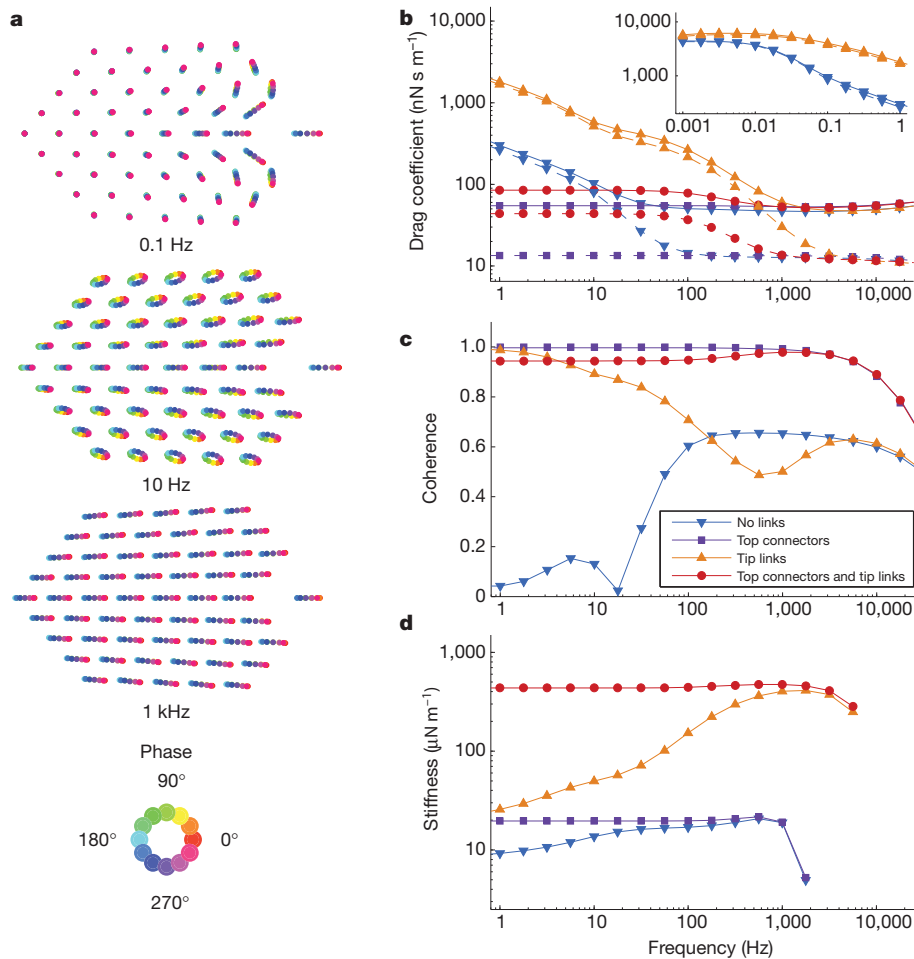 a
0.1 Hz
10 Hz
1 kHz
Phase
90°
180°
0°
270°
b
Drag coefficient (nN s m⁻¹)
10,000
1,000
100
10
1
10
100
1,000
10,000
10,000
1,000
0.001
0.01
0.1
1
c
Coherence
1.0
0.8
0.6
0.4
0.2
0
No links
Top connectors
Tip links
Top connectors and tip links
1
10
100
1,000
10,000
d
Stiffness (μN m⁻¹)
1,000
100
10
1
10
100
1,000
10,000
Frequency (Hz)